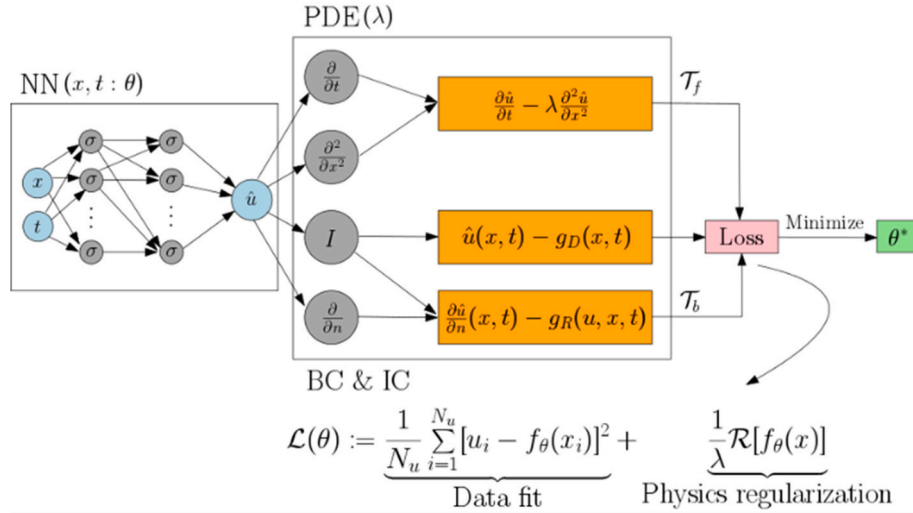 PDE(λ)
NN(x, t : θ)
∂/∂t
∂²/∂x²
I
∂/∂n
x
t
σ
σ
σ
σ
σ
σ
⋮
⋮
û
∂û/∂t − λ ∂²û/∂x²
û(x, t) − g_D(x, t)
∂û/∂n (x, t) − g_R(u, x, t)
𝒯_f
𝒯_b
Loss
Minimize
θ*
BC & IC
ℒ(θ) := 1/N_u ∑_{i=1}^{N_u} [u_i − f_θ(x_i)]² + 1/λ ℛ[f_θ(x)]
Data fit
Physics regularization